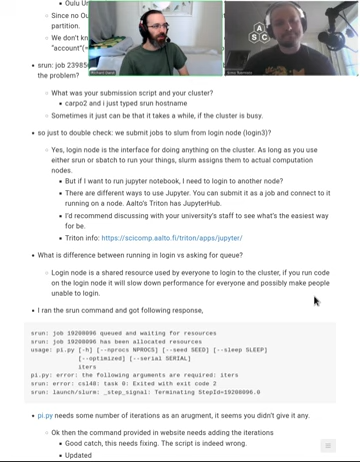 Oulu U
Since no Ou
partition.
We don't kn
"account"(=
srun: job 23985
the problem?
What was your submission script and your cluster?
carpo2 and i just typed srun hostname
Sometimes it just can be that it takes a while, if the cluster is busy.
so just to double check: we submit jobs to slum from login node (login3)?
Yes, login node is the interface for doing anything on the cluster. As long as you use
either srun or sbatch to run your things, slurm assigns them to actual computation
nodes.
But if I want to run jupyter notebook, I need to login to another node?
There are different ways to use Jupyter. You can submit it as a job and connect to it
running on a node. Aalto's Triton has JupyterHub.
I'd recommend discussing with your university's staff to see what's the easiest way
for be.
Triton info: https://scicomp.aalto.fi/triton/apps/jupyter/
What is difference between running in login vs asking for queue?
Login node is a shared resource used by everyone to login to the cluster, if you run code
on the login node it will slow down performance for everyone and possibly make people
unable to login.
I ran the srun command and got following response,
srun: job 19208096 queued and waiting for resources
srun: job 19208096 has been allocated resources
usage: pi.py [-h] [--nprocs NPROCS] [--seed SEED] [--sleep SLEEP]
[--optimized] [--serial SERIAL]
iters
pi.py: error: the following arguments are required: iters
srun: error: csl48: task 0: Exited with exit code 2
srun: launch/slurm: _step_signal: Terminating StepId=19208096.0
pi.py needs some number of iterations as an arugment, it seems you didn't give it any.
Ok then the command provided in website needs adding the iterations
Good catch, this needs fixing. The script is indeed wrong.
Updated